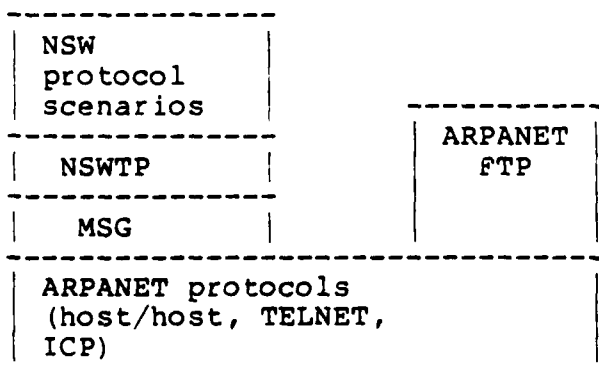 NSW
protocol
scenarios
ARPANET
NSWTP
FTP
MSG
ARPANET protocols
(host/host, TELNET,
ICP)